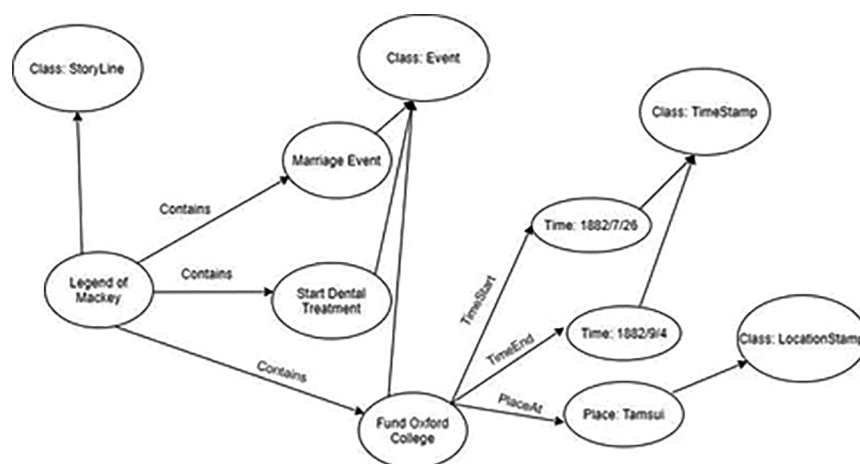 Class: StoryLine
Class: Event
Class: TimeStamp
Marriage Event
Contains
Time: 1882/7/26
Legend of
Mackey
Contains
Start Dental
Treatment
TimeStart
Time: 1882/9/4
TimeEnd
Class: LocationStamp
Contains
PlaceAt
Place: Tamsui
Fund Oxford
College